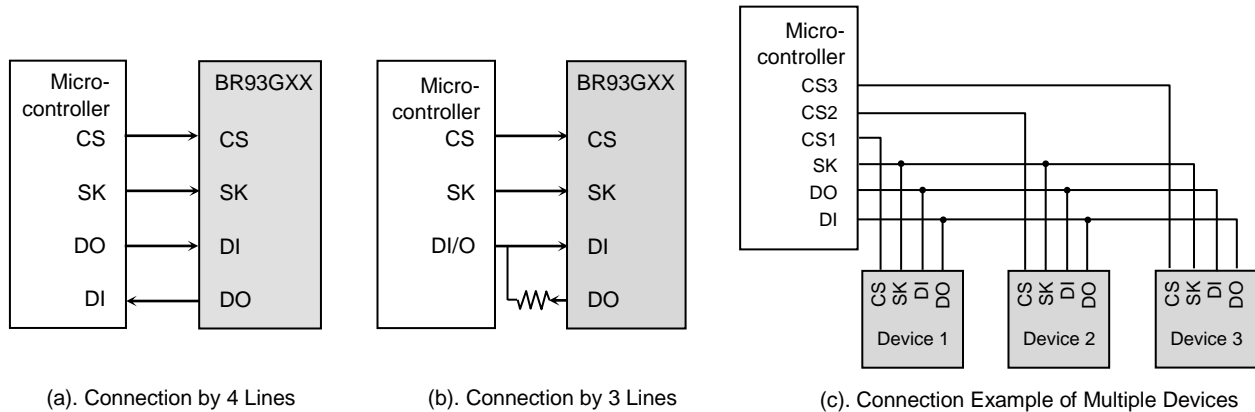 Micro-
controller
CS
SK
DO
DI
BR93GXX
CS
SK
DI
DO
(a). Connection by 4 Lines
Micro-
controller
CS
SK
DI/O
BR93GXX
CS
SK
DI
DO
(b). Connection by 3 Lines
Micro-
controller
CS3
CS2
CS1
SK
DO
DI
CS
SK
DI
DO
Device 1
CS
SK
DI
DO
Device 2
CS
SK
DI
DO
Device 3
(c). Connection Example of Multiple Devices